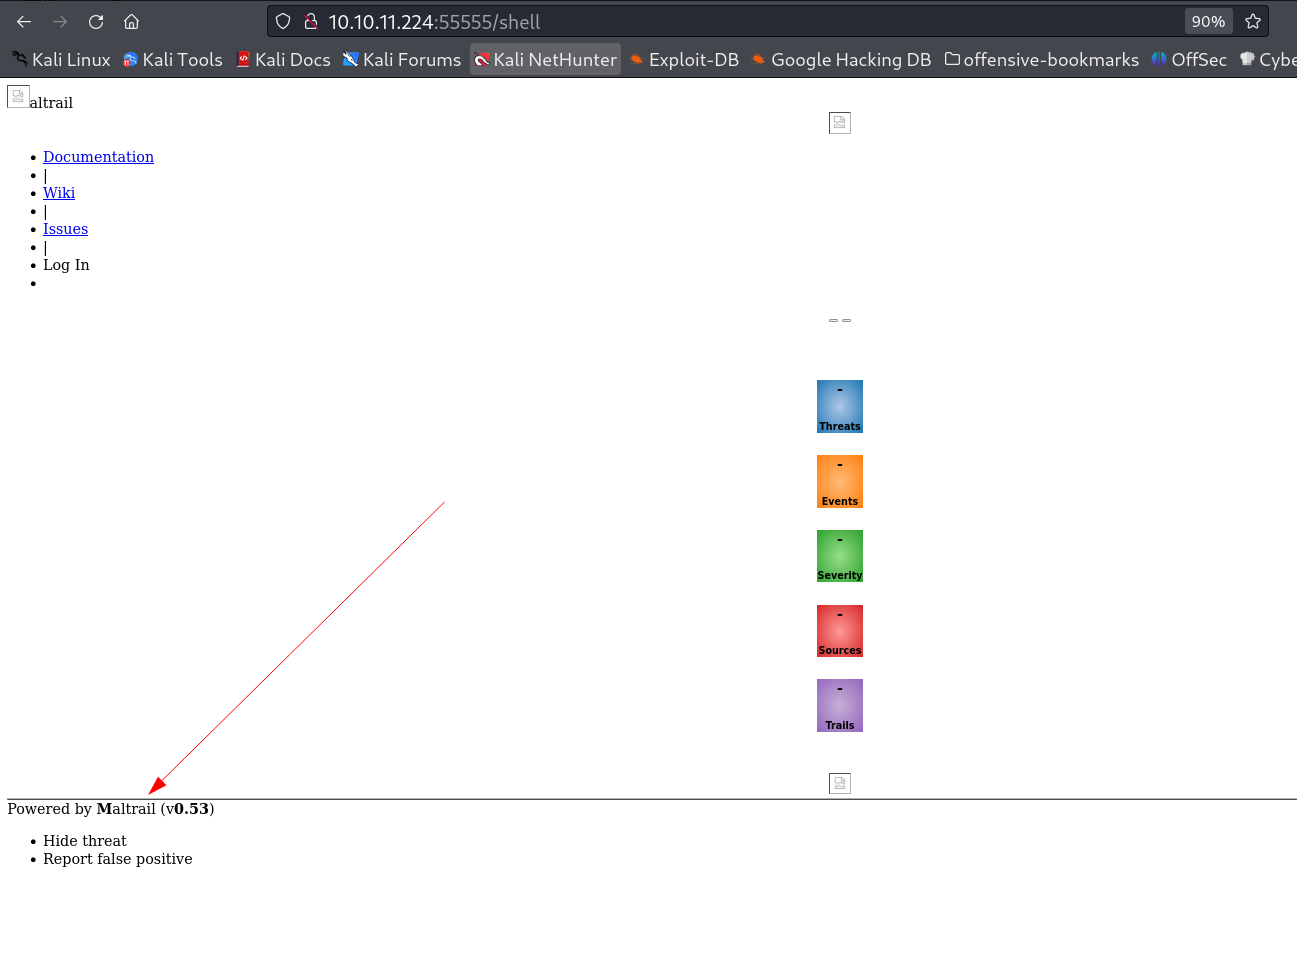 10.10.11.224:55555/shell
90%
Kali Linux Kali Tools Kali Docs Kali Forums Kali NetHunter Exploit-DB Google Hacking DB offensive-bookmarks OffSec Cybe
altrail
Documentation
|
Wiki
|
Issues
|
Log In
-
Threats
-
Events
-
Severity
-
Sources
-
Trails
Powered by Maltrail (v0.53)
Hide threat
Report false positive